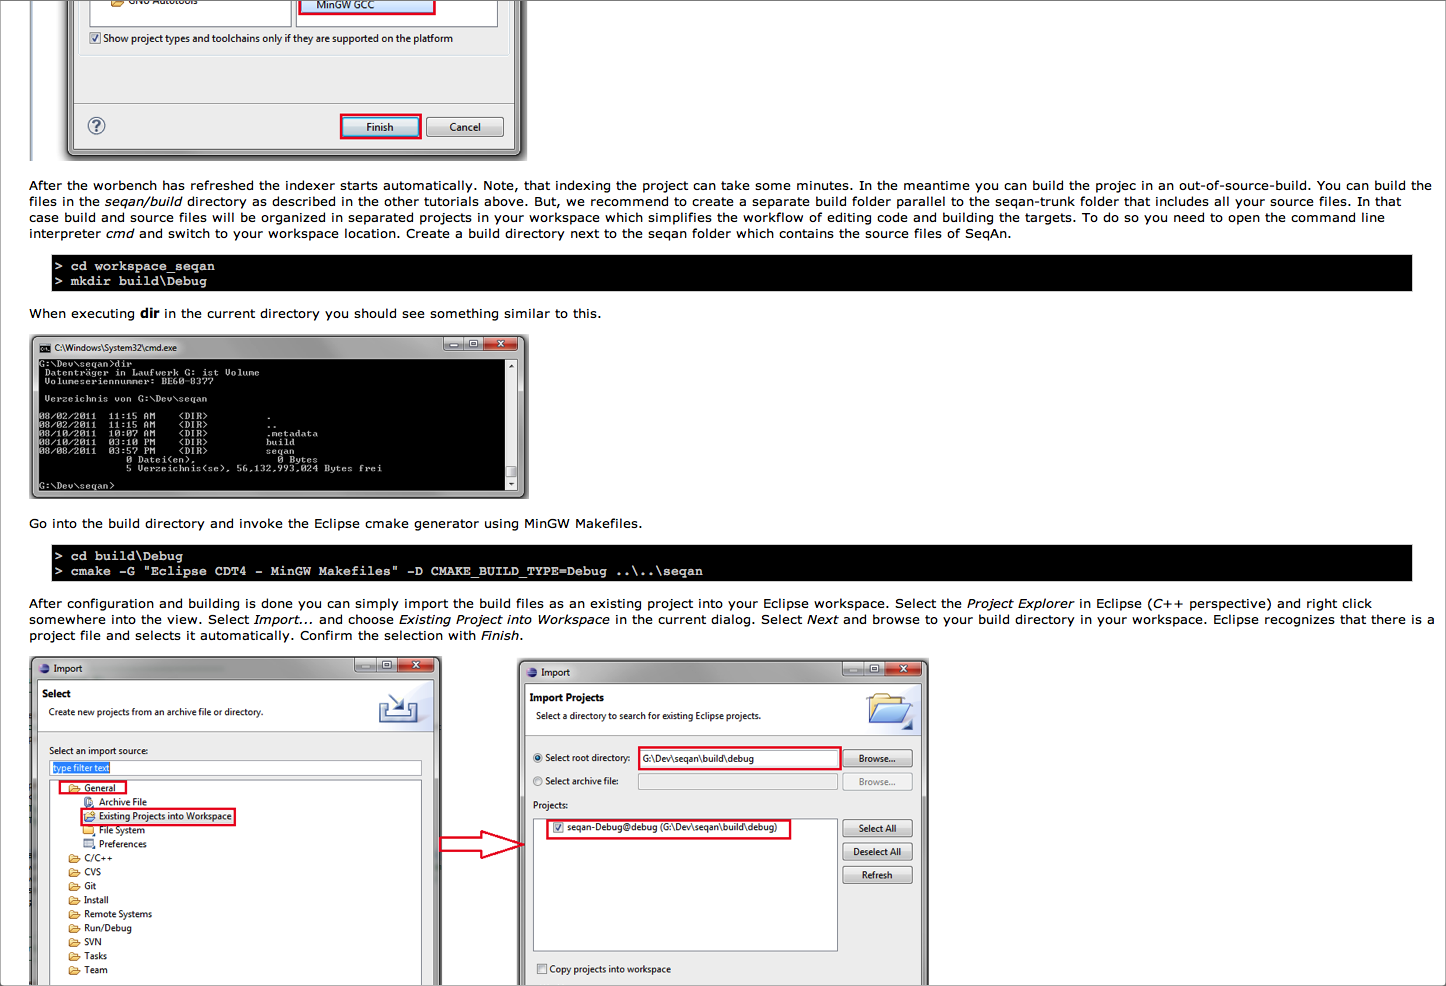 GNU Autotools
MinGW GCC
Show project types and toolchains only if they are supported on the platform
?
Finish
Cancel
After the worbench has refreshed the indexer starts automatically. Note, that indexing the project can take some minutes. In the meantime you can build the projec in an out-of-source-build. You can build the
files in the seqan/build directory as described in the other tutorials above. But, we recommend to create a separate build folder parallel to the seqan-trunk folder that includes all your source files. In that
case build and source files will be organized in separated projects in your workspace which simplifies the workflow of editing code and building the targets. To do so you need to open the command line
interpreter cmd and switch to your workspace location. Create a build directory next to the seqan folder which contains the source files of SeqAn.
> cd workspace_seqan
> mkdir build\Debug
When executing dir in the current directory you should see something similar to this.
C:\Windows\System32\cmd.exe
G:\Dev\seqan>dir
Datenträger in Laufwerk G: ist Volume
Volumeseriennummer: BE60-8377
Verzeichnis von G:\Dev\seqan
08/02/2011 11:15 AM <DIR> .
08/02/2011 11:15 AM <DIR> ..
08/10/2011 10:07 AM <DIR> .metadata
08/10/2011 03:10 PM <DIR> build
08/08/2011 03:57 PM <DIR> seqan
0 Datei(en), 0 Bytes
5 Verzeichnis(se), 56,132,993,024 Bytes frei
G:\Dev\seqan>
Go into the build directory and invoke the Eclipse cmake generator using MinGW Makefiles.
> cd build\Debug
> cmake -G "Eclipse CDT4 - MinGW Makefiles" -D CMAKE_BUILD_TYPE=Debug ..\..\seqan
After configuration and building is done you can simply import the build files as an existing project into your Eclipse workspace. Select the Project Explorer in Eclipse (C++ perspective) and right click
somewhere into the view. Select Import... and choose Existing Project into Workspace in the current dialog. Select Next and browse to your build directory in your workspace. Eclipse recognizes that there is a
project file and selects it automatically. Confirm the selection with Finish.
Import
Select
Create new projects from an archive file or directory.
Select an import source:
type filter text
General
Archive File
Existing Projects into Workspace
File System
Preferences
C/C++
CVS
Git
Install
Remote Systems
Run/Debug
SVN
Tasks
Team
Import
Import Projects
Select a directory to search for existing Eclipse projects.
Select root directory: G:\Dev\seqan\build\debug Browse...
Select archive file: Browse...
Projects:
seqan-Debug@debug (G:\Dev\seqan\build\debug)
Select All
Deselect All
Refresh
Copy projects into workspace